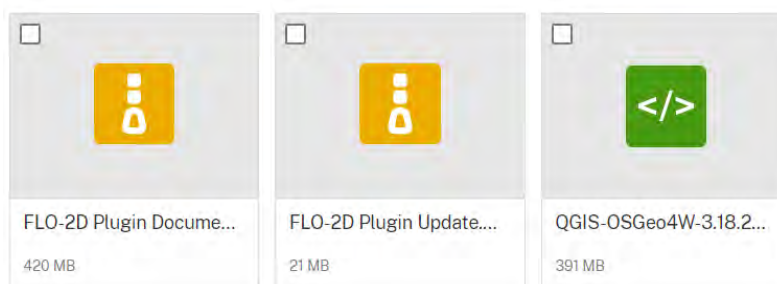 </>
FLO-2D Plugin Docume...
FLO-2D Plugin Update....
QGIS-OSGeo4W-3.18.2...
420 MB
21 MB
391 MB